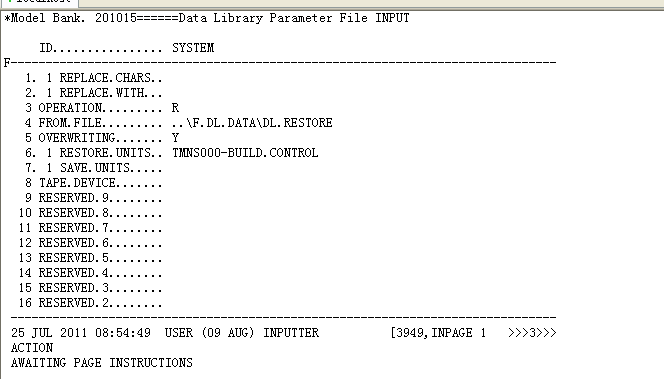 localhost
*Model Bank. 201015======Data Library Parameter File INPUT
ID................ SYSTEM
F------------------------------------------------------------------------------
1. 1 REPLACE.CHARS..
2. 1 REPLACE.WITH...
3 OPERATION......... R
4 FROM.FILE......... ..\F.DL.DATA\DL.RESTORE
5 OVERWRITING....... Y
6. 1 RESTORE.UNITS.. TMNS000-BUILD.CONTROL
7. 1 SAVE.UNITS.....
8 TAPE.DEVICE.......
9 RESERVED.9........
10 RESERVED.8........
11 RESERVED.7........
12 RESERVED.6........
13 RESERVED.5........
14 RESERVED.4........
15 RESERVED.3........
16 RESERVED.2........
------------------------------------------------------------------------------
25 JUL 2011 08:54:49 USER (09 AUG) INPUTTER [3949,INPAGE 1 >>>3>>>
ACTION
AWAITING PAGE INSTRUCTIONS